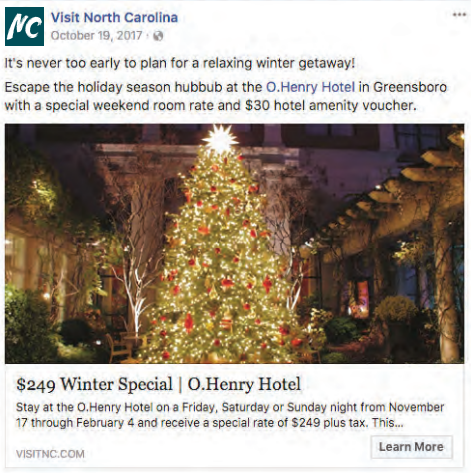 NC
Visit North Carolina
October 19, 2017 ·
It's never too early to plan for a relaxing winter getaway!
Escape the holiday season hubbub at the O.Henry Hotel in Greensboro
with a special weekend room rate and $30 hotel amenity voucher.
$249 Winter Special | O.Henry Hotel
Stay at the O.Henry Hotel on a Friday, Saturday or Sunday night from November
17 through February 4 and receive a special rate of $249 plus tax. This...
VISITNC.COM
Learn More